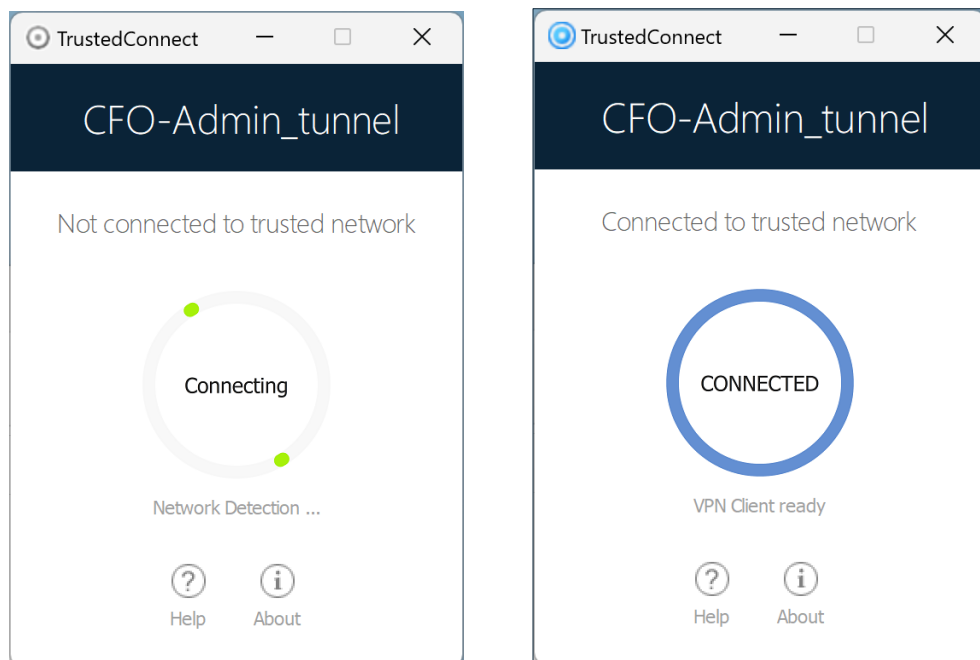 TrustedConnect
CFO-Admin_tunnel
Not connected to trusted network
Connecting
Network Detection ...
Help
About
TrustedConnect
CFO-Admin_tunnel
Connected to trusted network
CONNECTED
VPN Client ready
Help
About